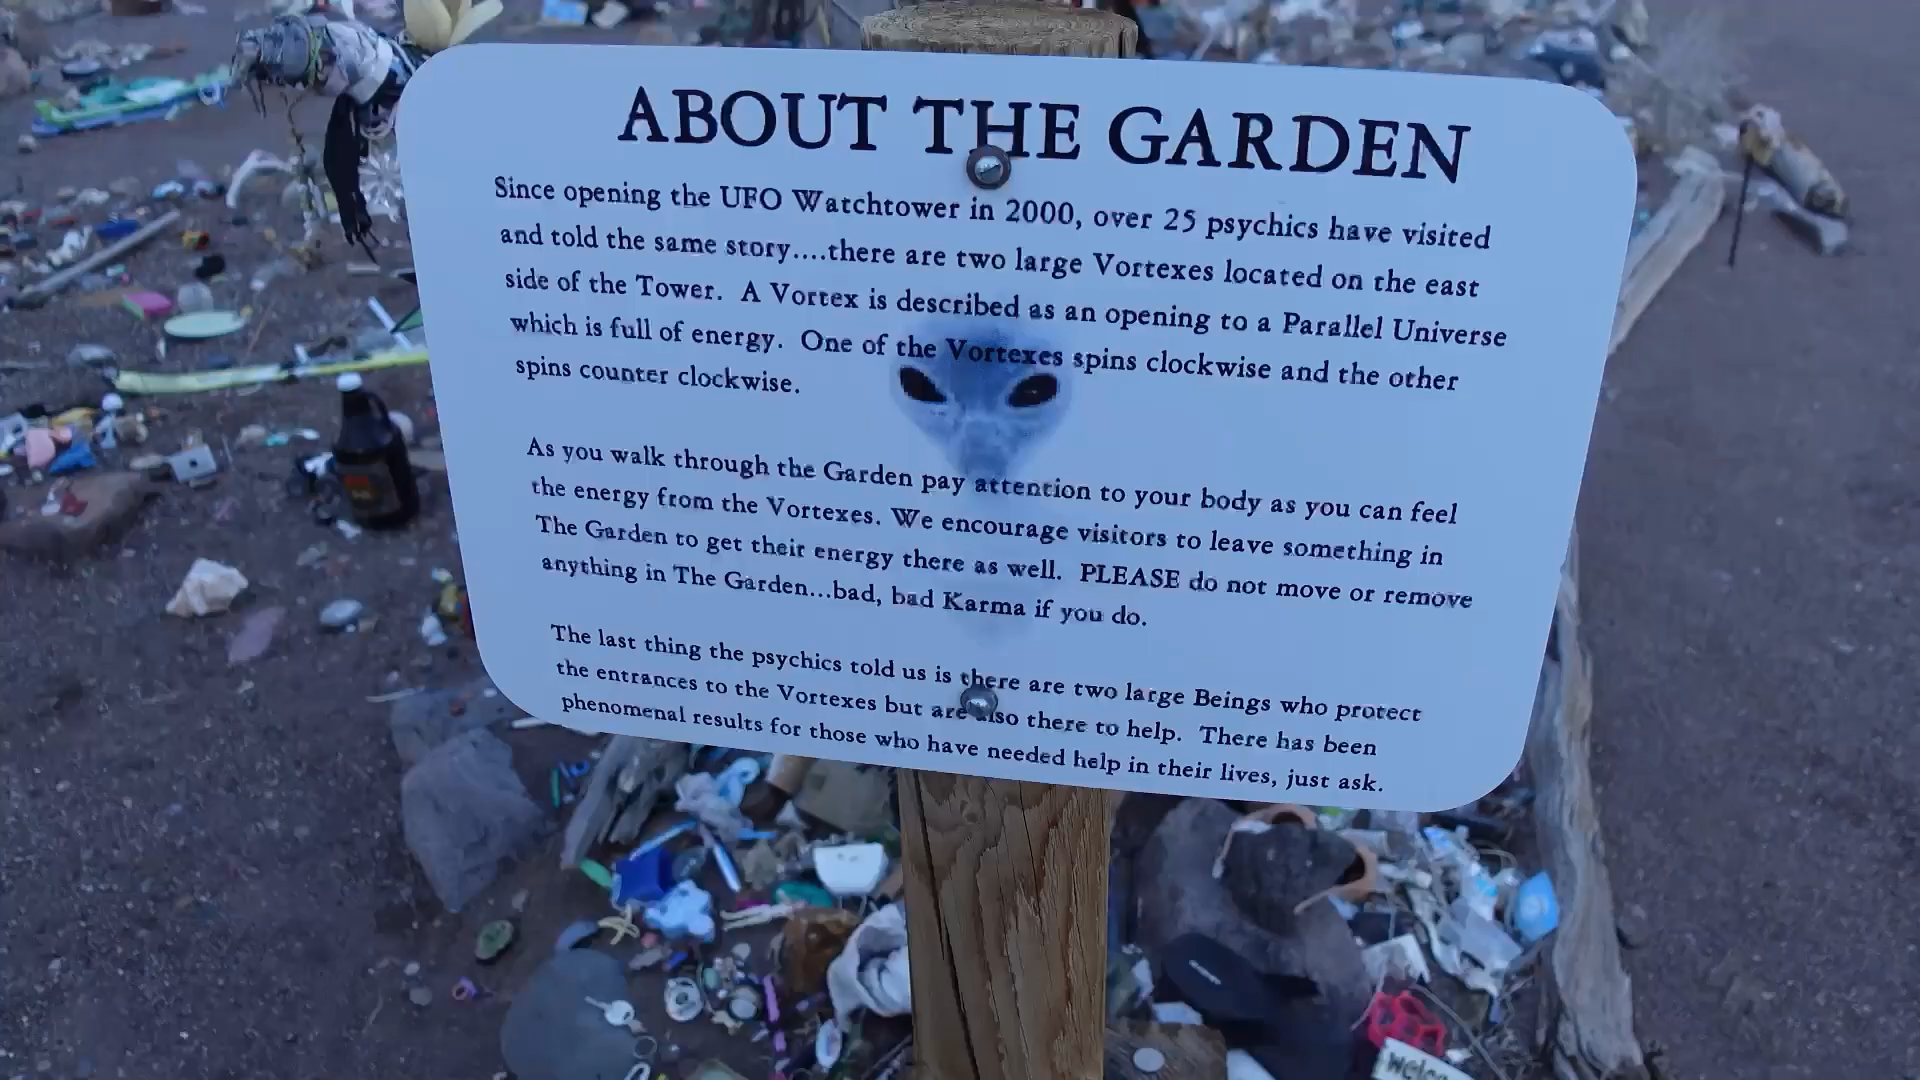 ABOUT THE GARDEN
Since opening the UFO Watchtower in 2000, over 25 psychics have visited
and told the same story....there are two large Vortexes located on the east
side of the Tower. A Vortex is described as an opening to a Parallel Universe
which is full of energy. One of the Vortexes spins clockwise and the other
spins counter clockwise.
As you walk through the Garden pay attention to your body as you can feel
the energy from the Vortexes. We encourage visitors to leave something in
The Garden to get their energy there as well. PLEASE do not move or remove
anything in The Garden...bad, bad Karma if you do.
The last thing the psychics told us is there are two large Beings who protect
the entrances to the Vortexes but are also there to help. There has been
phenomenal results for those who have needed help in their lives, just ask.